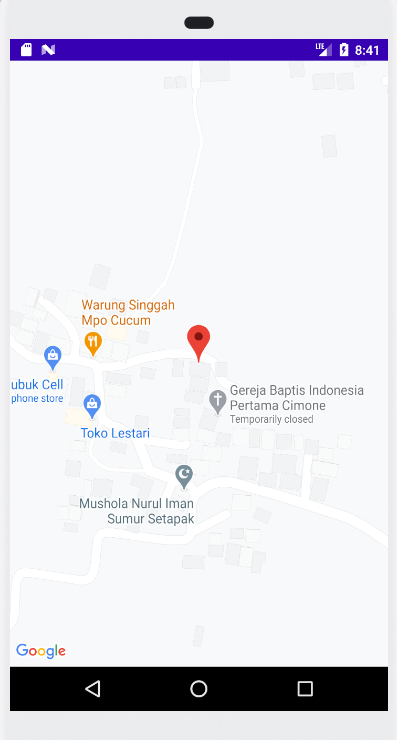 LTE
8:41
Warung Singgah
Mpo Cucum
ubuk Cell
phone store
Gereja Baptis Indonesia
Pertama Cimone
Temporarily closed
Toko Lestari
Mushola Nurul Iman
Sumur Setapak
Google